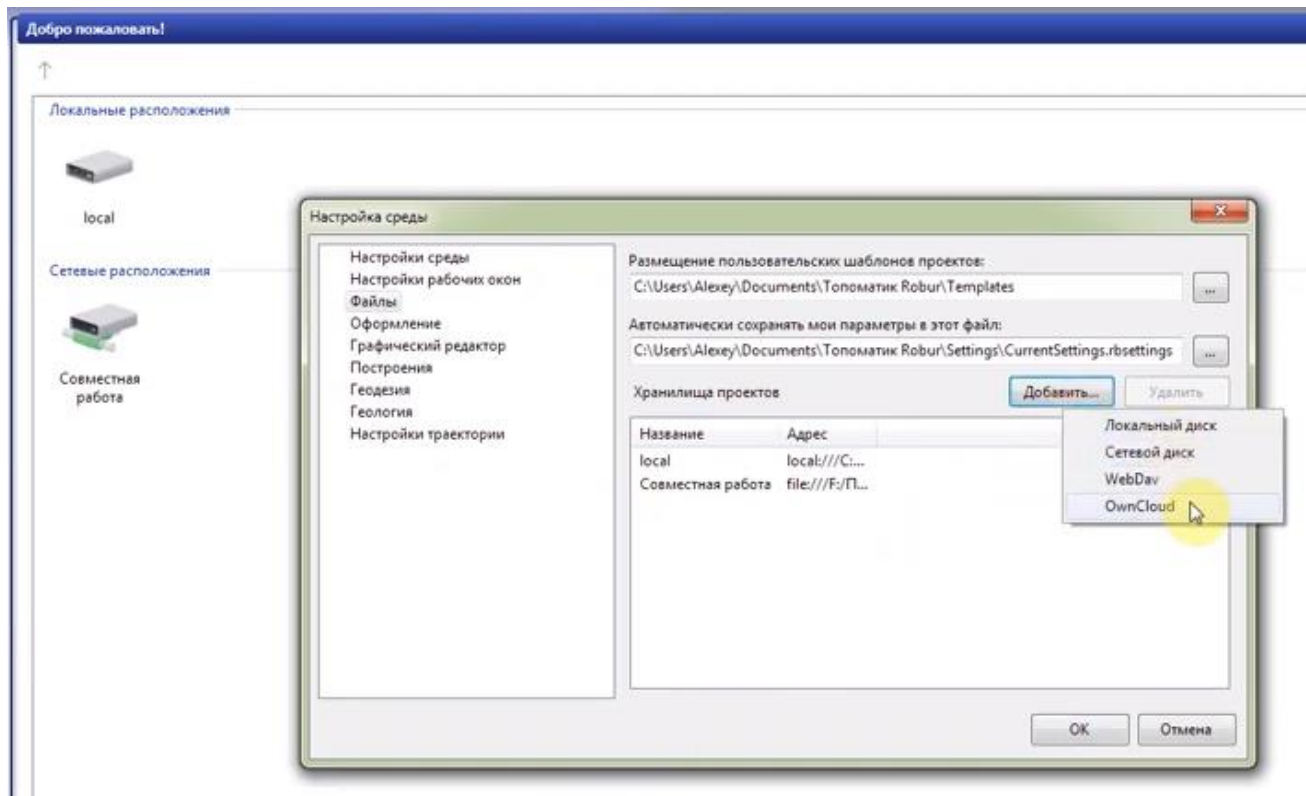 Добро пожаловать!
Локальные расположения
local
Сетевые расположения
Совместная
работа
Настройка среды
Настройки среды
Настройки рабочих окон
Файлы
Оформление
Графический редактор
Построения
Геодезия
Геология
Настройки траектории
Размещение пользовательских шаблонов проектов:
C:\Users\Alexey\Documents\Топоматик Robur\Templates
...
Автоматически сохранять мои параметры в этот файл:
C:\Users\Alexey\Documents\Топоматик Robur\Settings\CurrentSettings.rbsettings
...
Хранилища проектов
Добавить...
Удалить
Название Адрес
local local:///C:...
Совместная работа file:///F:/П...
Локальный диск
Сетевой диск
WebDav
OwnCloud
OK
Отмена